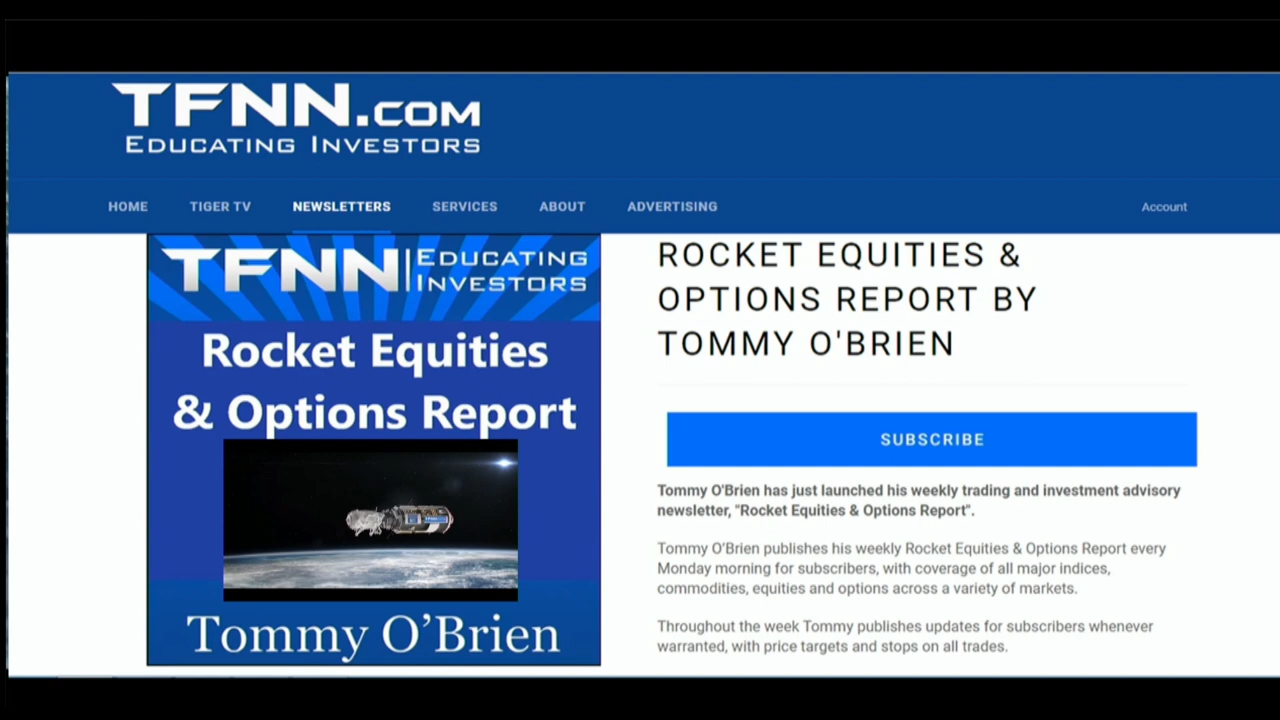 TFNN.COM
EDUCATING INVESTORS
HOME
TIGER TV
NEWSLETTERS
SERVICES
ABOUT
ADVERTISING
Account
TFNN
EDUCATING
INVESTORS
Rocket Equities
& Options Report
TFNN
Tommy O’Brien
ROCKET EQUITIES &
OPTIONS REPORT BY
TOMMY O'BRIEN
SUBSCRIBE
Tommy O'Brien has just launched his weekly trading and investment advisory
newsletter, "Rocket Equities & Options Report".
Tommy O’Brien publishes his weekly Rocket Equities & Options Report every
Monday morning for subscribers, with coverage of all major indices,
commodities, equities and options across a variety of markets.
Throughout the week Tommy publishes updates for subscribers whenever
warranted, with price targets and stops on all trades.